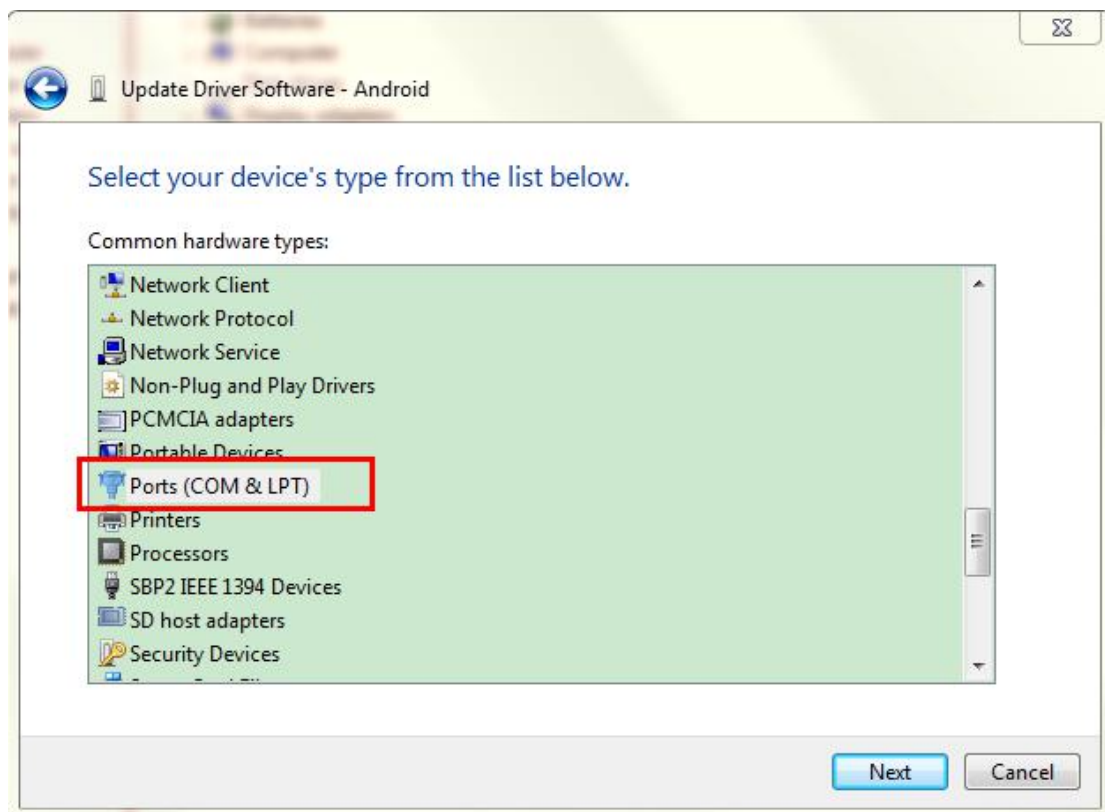 Update Driver Software - Android
Select your device's type from the list below.
Common hardware types:
Network Client
Network Protocol
Network Service
Non-Plug and Play Drivers
PCMCIA adapters
Portable Devices
Ports (COM & LPT)
Printers
Processors
SBP2 IEEE 1394 Devices
SD host adapters
Security Devices
Next
Cancel